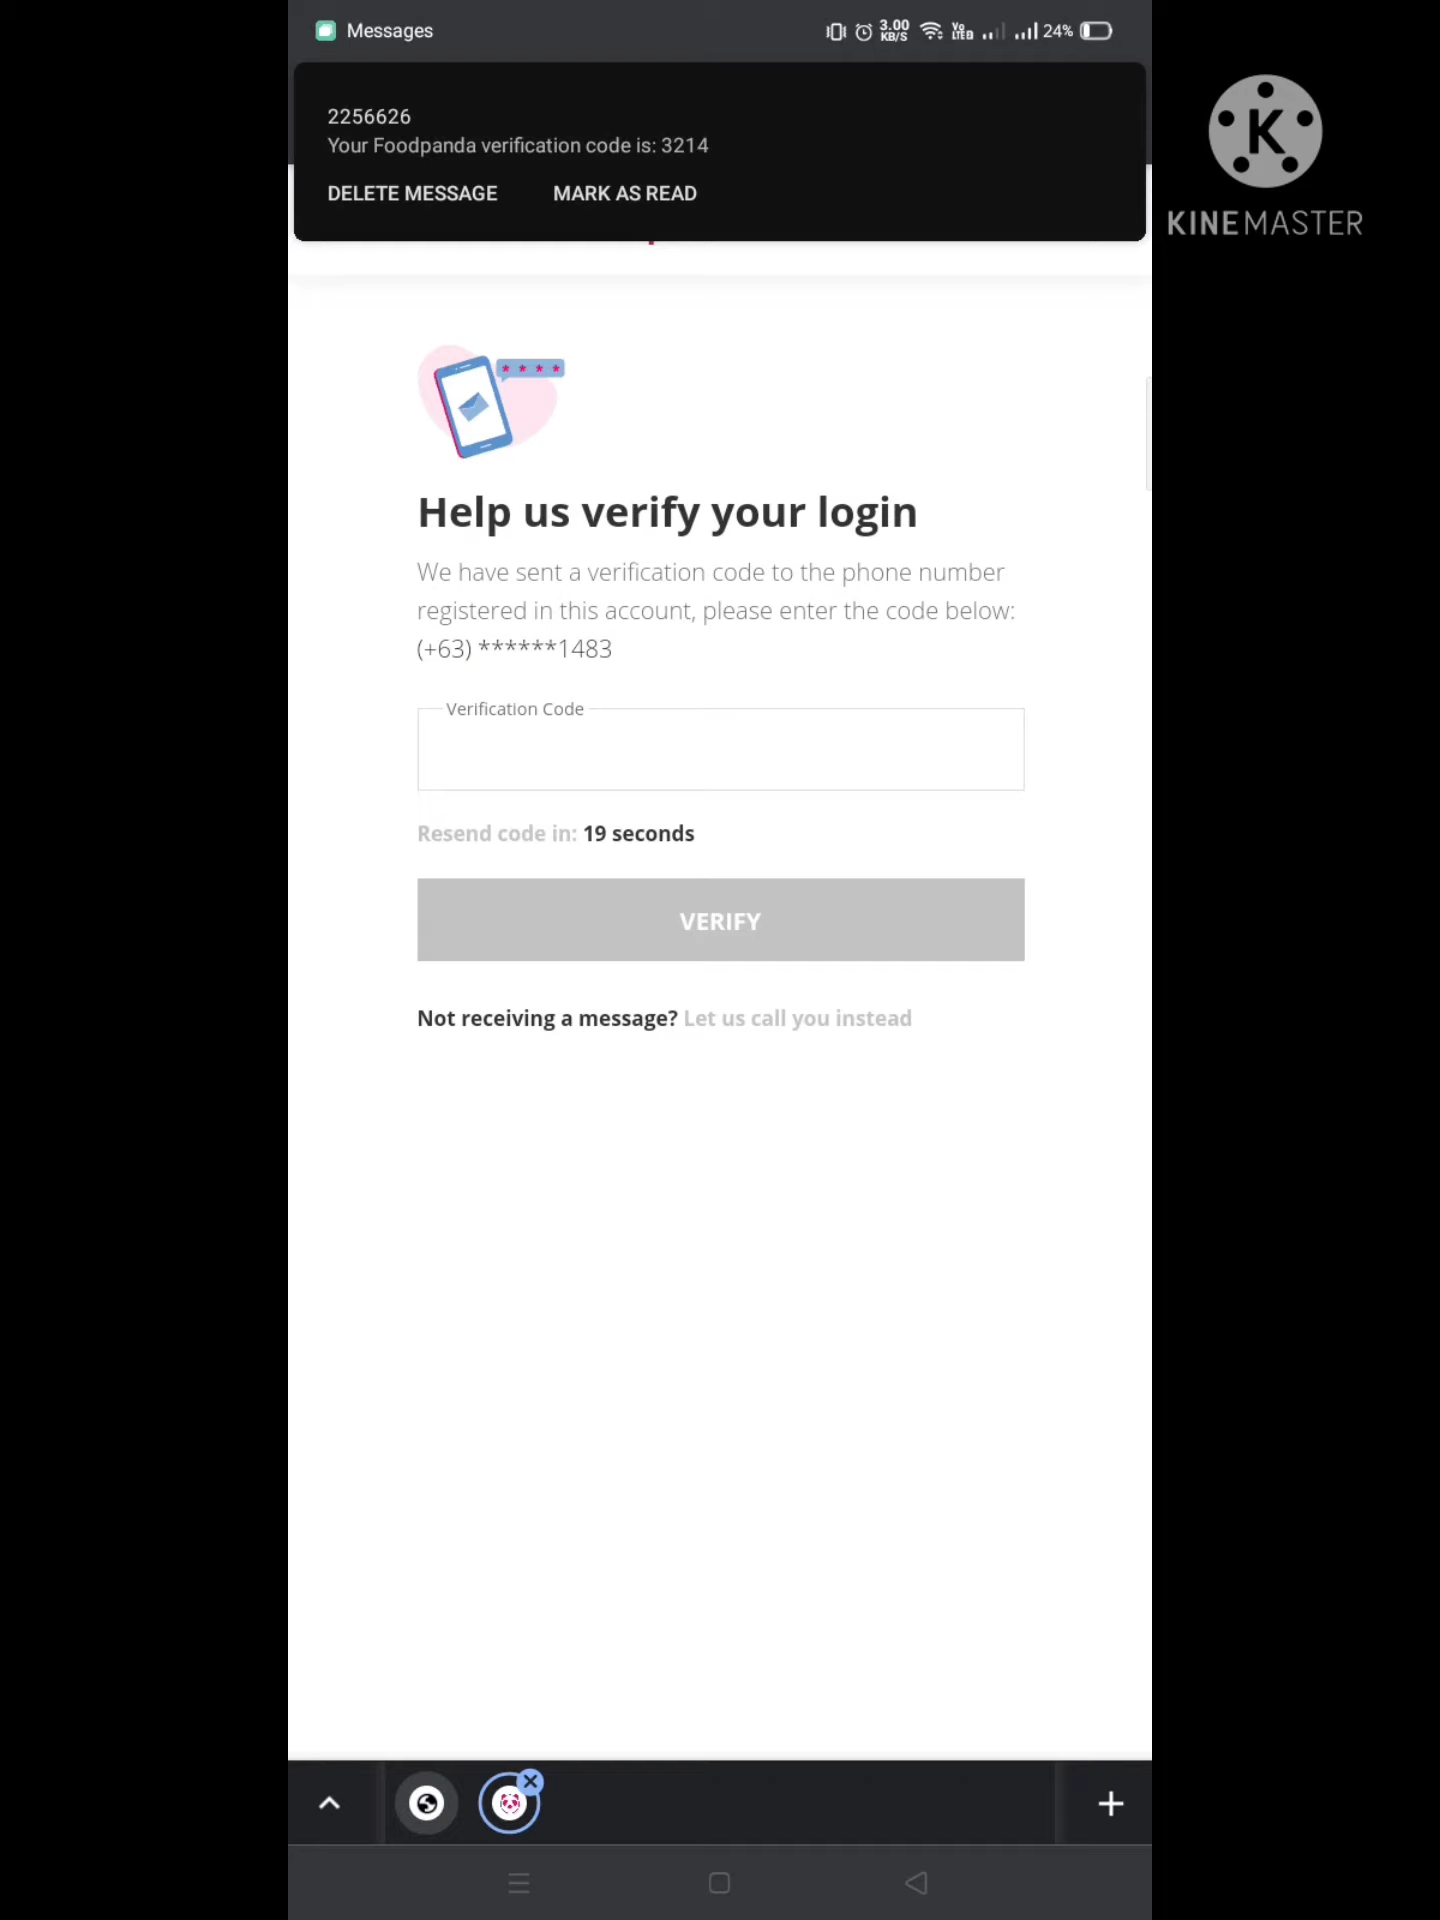 Messages
3.00
KB/S
Vo
LTE 2
24%
2256626
Your Foodpanda verification code is: 3214
DELETE MESSAGE
MARK AS READ
K
KINEMASTER
* * * *
Help us verify your login
We have sent a verification code to the phone number
registered in this account, please enter the code below:
(+63) ******1483
Verification Code
Resend code in: 19 seconds
VERIFY
Not receiving a message? Let us call you instead